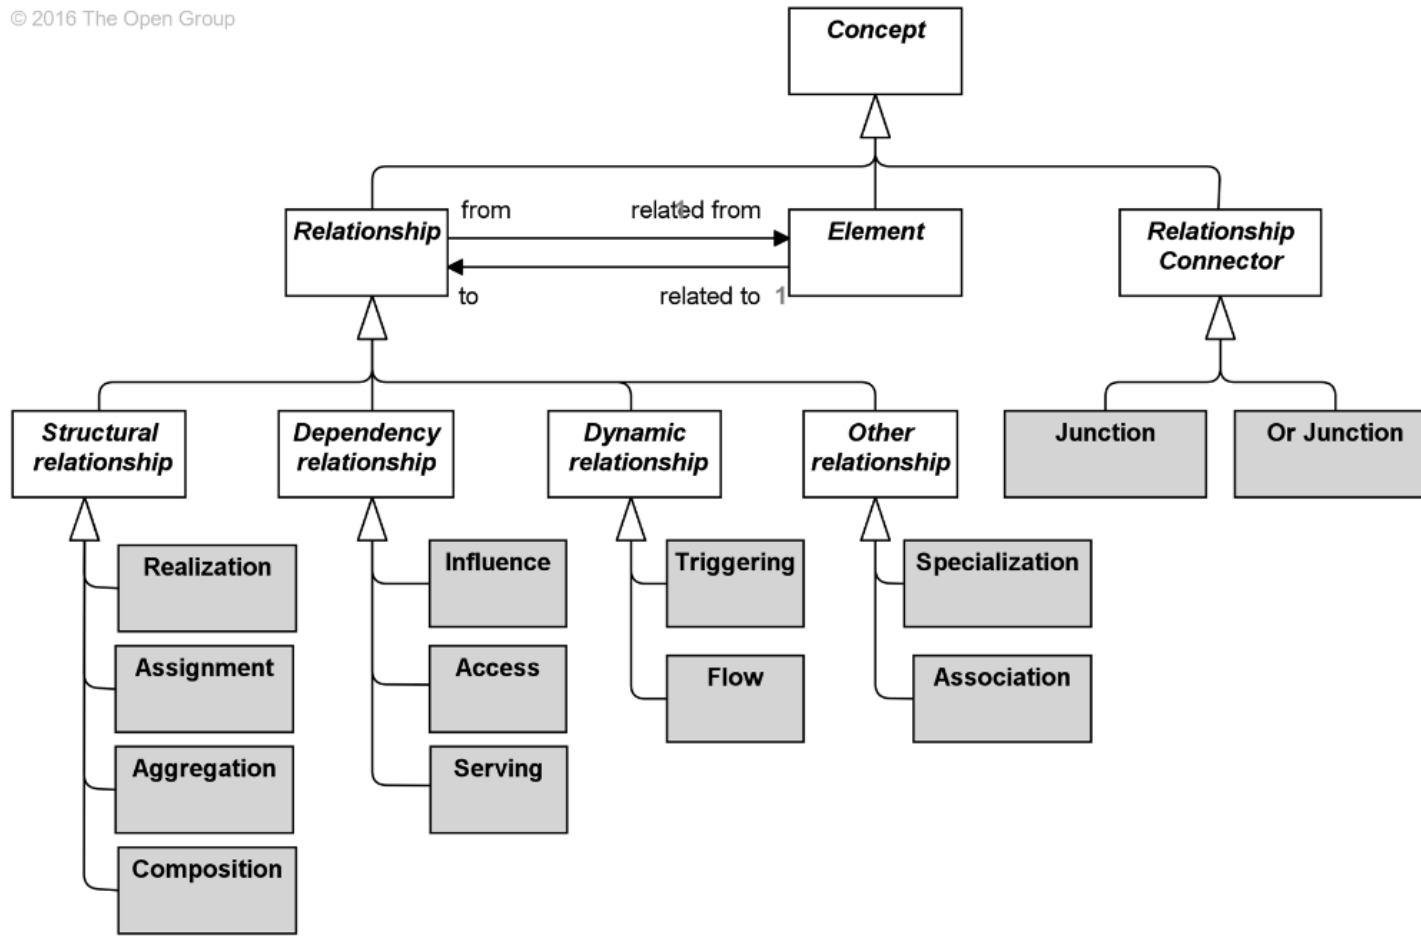 © 2016 The Open Group
Concept
from
related from
1
Relationship
Element
Relationship
Connector
to
related to 1
Structural
relationship
Dependency
relationship
Dynamic
relationship
Other
relationship
Junction
Or Junction
Realization
Influence
Triggering
Specialization
Assignment
Access
Flow
Association
Aggregation
Serving
Composition